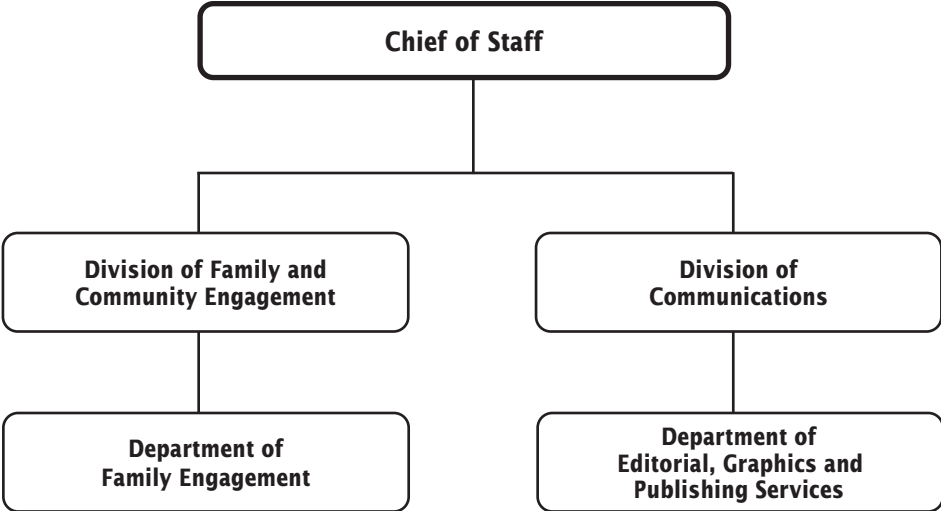 Chief of Staff
Division of Family and
Community Engagement
Division of
Communications
Department of
Family Engagement
Department of
Editorial, Graphics and
Publishing Services